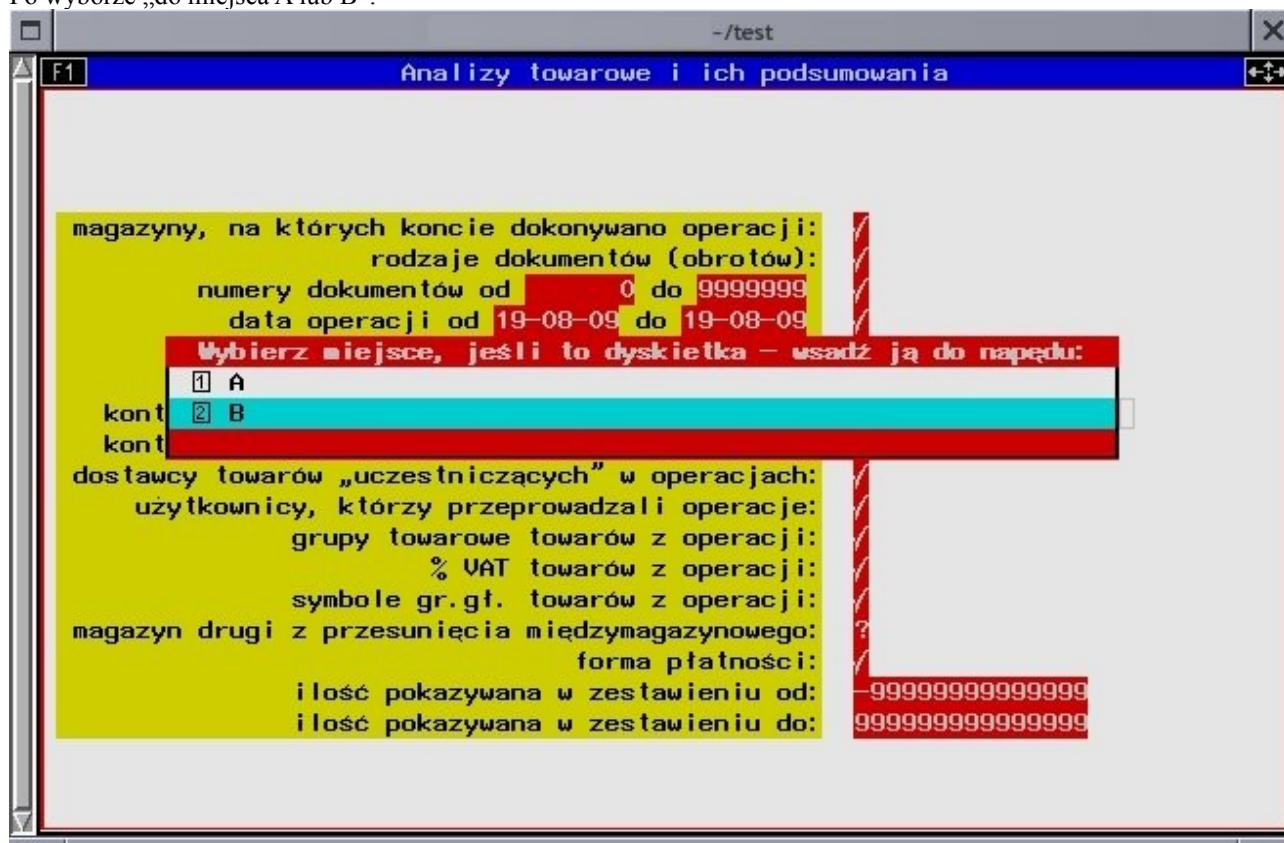 Po wyborze „do miejsca A lub B”:
~/test
F1 Analizy towarowe i ich podsumowania
magazyny, na których koncie dokonywano operacji: /
rodzaje dokumentów (obrotów): /
numery dokumentów od 0 do 9999999 /
data operacji od 19-08-09 do 19-08-09 /
Wybierz miejsce, jeśli to dyskietka – wsadź ją do napędu:
1 A
kont 2 B
kont
dostawcy towarów „uczestniczących” w operacjach: /
użytkownicy, którzy przeprowadzali operacje: /
grupy towarowe towarów z operacji: /
% VAT towarów z operacji: /
symbole gr.gł. towarów z operacji: /
magazyn drugi z przesunięcia międzymagazynowego: ?
forma płatności: /
ilość pokazywana w zestawieniu od: -99999999999999
ilość pokazywana w zestawieniu do: 999999999999999